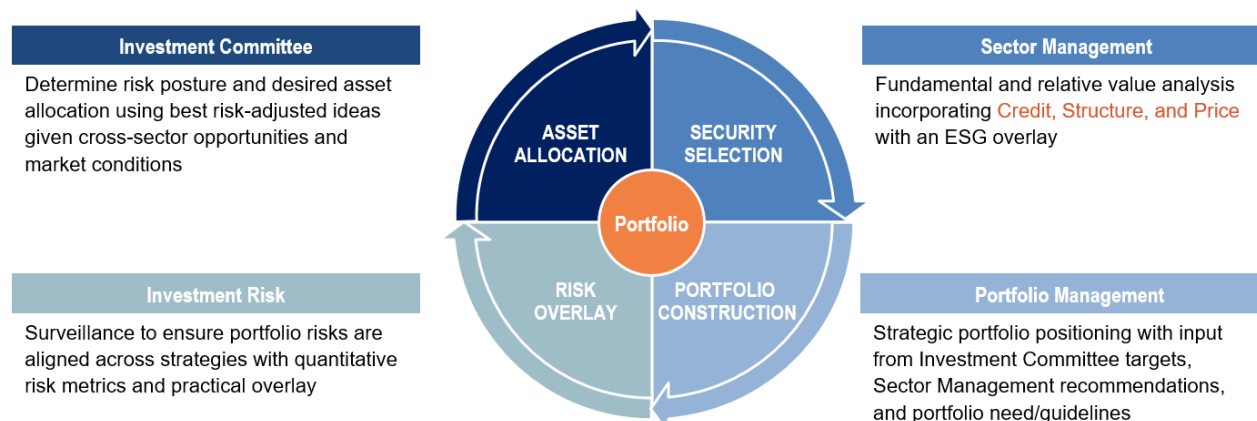 Investment Committee
Determine risk posture and desired asset
allocation using best risk-adjusted ideas
given cross-sector opportunities and
market conditions
ASSET
ALLOCATION
SECURITY
SELECTION
Sector Management
Fundamental and relative value analysis
incorporating Credit, Structure, and Price
with an ESG overlay
Portfolio
Investment Risk
Surveillance to ensure portfolio risks are
aligned across strategies with quantitative
risk metrics and practical overlay
RISK
OVERLAY
PORTFOLIO
CONSTRUCTION
Portfolio Management
Strategic portfolio positioning with input
from Investment Committee targets,
Sector Management recommendations,
and portfolio need/guidelines